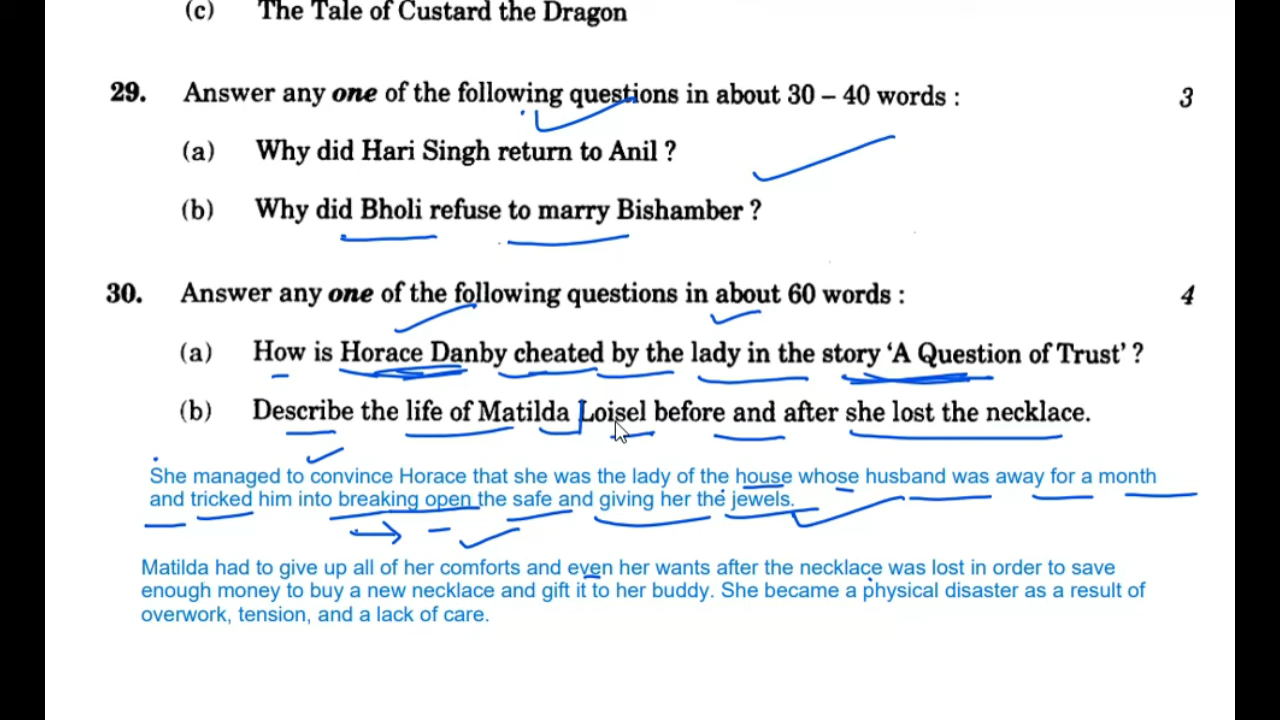 (c) The Tale of Custard the Dragon
29. Answer any one of the following questions in about 30 – 40 words : 3
(a) Why did Hari Singh return to Anil ?
(b) Why did Bholi refuse to marry Bishamber ?
30. Answer any one of the following questions in about 60 words : 4
(a) How is Horace Danby cheated by the lady in the story ‘A Question of Trust’ ?
(b) Describe the life of Matilda Loisel before and after she lost the necklace.
She managed to convince Horace that she was the lady of the house whose husband was away for a month
and tricked him into breaking open the safe and giving her the jewels.
Matilda had to give up all of her comforts and even her wants after the necklace was lost in order to save
enough money to buy a new necklace and gift it to her buddy. She became a physical disaster as a result of
overwork, tension, and a lack of care.